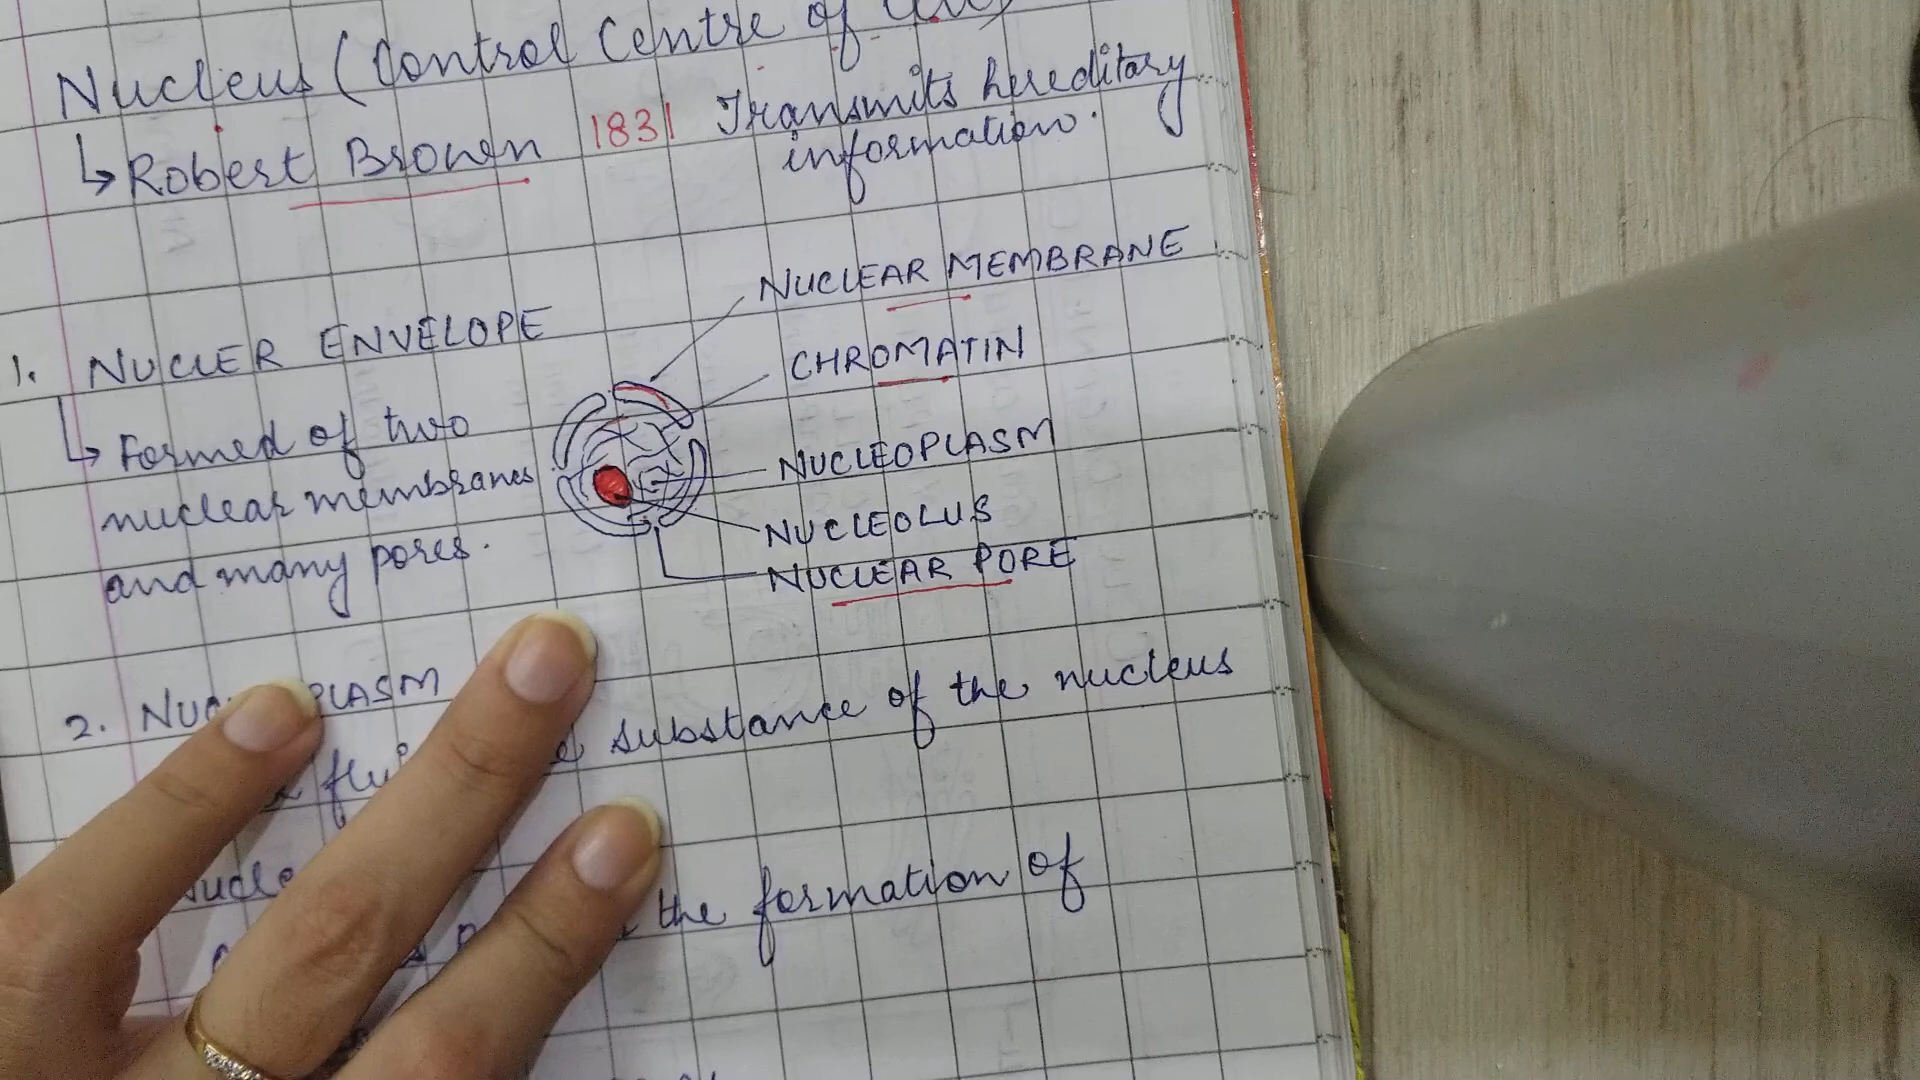 Nucleus (Control Centre of Cell)
↳ Robert Brown 1831 Transmits hereditary
information.
NUCLEAR MEMBRANE
1. NUCLER ENVELOPE
CHROMATIN
↳ Formed of two
nuclear membranes
and many pores.
NUCLEOPLASM
NUCLEOLUS
NUCLEAR PORE
2.
substance of the nucleus
the formation of